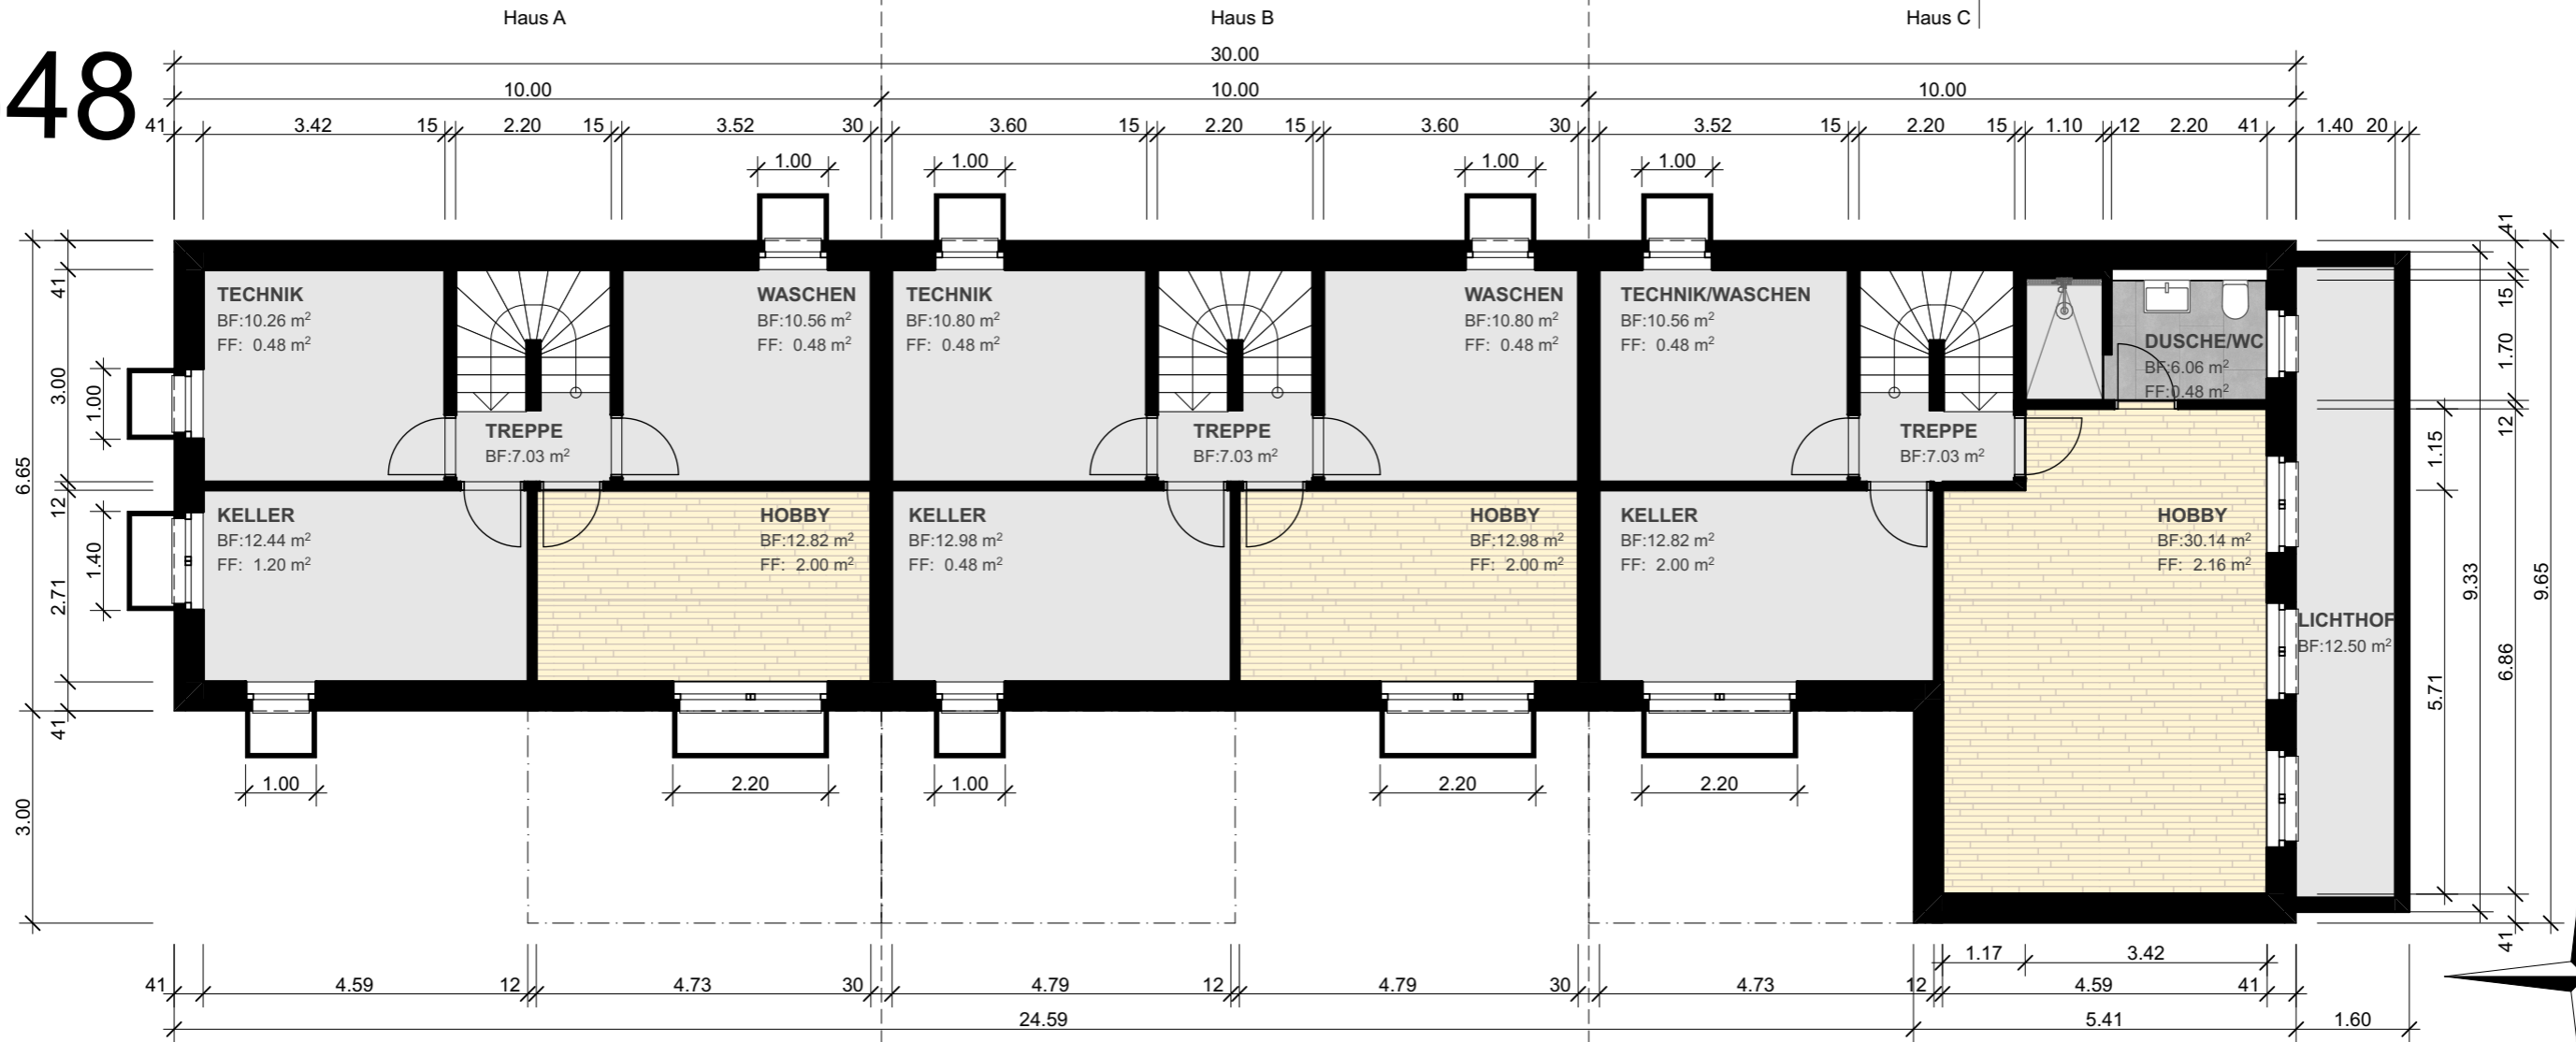 Haus A Haus B Haus C
48
30.00
10.00 10.00 10.00
41 3.42 15 2.20 15 3.52 30 3.60 15 2.20 15 3.60 30 3.52 15 2.20 15 1.10 12 2.20 41 1.40 20
1.00 1.00 1.00 1.00
TECHNIK
BF:10.26 m²
FF: 0.48 m²
WASCHEN
BF:10.56 m²
FF: 0.48 m²
TECHNIK
BF:10.80 m²
FF: 0.48 m²
WASCHEN
BF:10.80 m²
FF: 0.48 m²
TECHNIK/WASCHEN
BF:10.56 m²
FF: 0.48 m²
DUSCHE/WC
BF:6.06 m²
FF:0.48 m²
TREPPE
BF:7.03 m²
TREPPE
BF:7.03 m²
TREPPE
BF:7.03 m²
KELLER
BF:12.44 m²
FF: 1.20 m²
HOBBY
BF:12.82 m²
FF: 2.00 m²
KELLER
BF:12.98 m²
FF: 0.48 m²
HOBBY
BF:12.98 m²
FF: 2.00 m²
KELLER
BF:12.82 m²
FF: 2.00 m²
HOBBY
BF:30.14 m²
FF: 2.16 m²
LICHTHOF
BF:12.50 m²
6.65
3.00
41
3.00
12
2.71
41
1.00
1.40
41
15
1.70
12
6.86
41
1.15
5.71
9.33
9.65
1.00 2.20 1.00 2.20 2.20
1.17 3.42
41 4.59 12 4.73 30 4.79 12 4.79 30 4.73 12 4.59 41
24.59 5.41 1.60